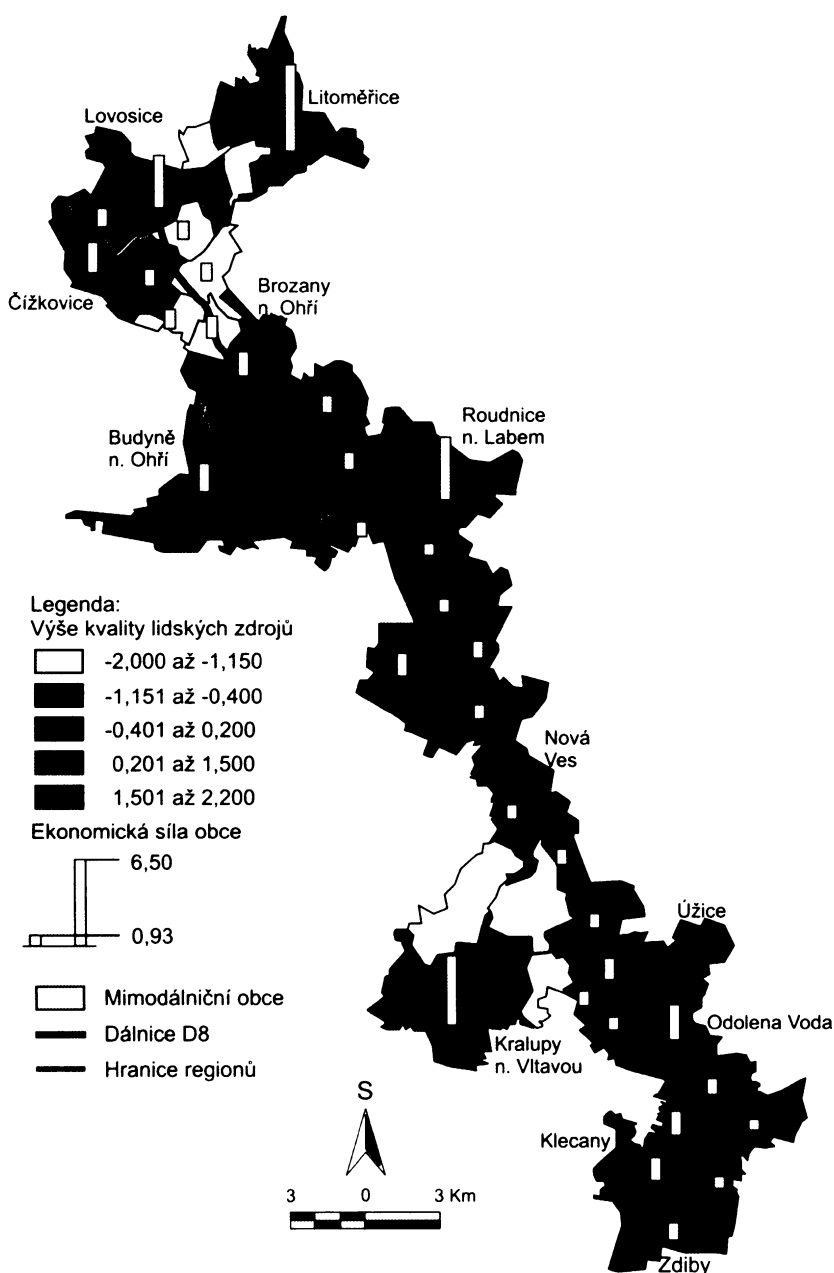 Litoměřice
Lovosice
Čížkovice
Brozany
n. Ohří
Budyně
n. Ohří
Roudnice
n. Labem
Legenda:
Výše kvality lidských zdrojů
-2,000 až -1,150
-1,151 až -0,400
-0,401 až 0,200
0,201 až 1,500
1,501 až 2,200
Ekonomická síla obce
6,50
0,93
Mimodálniční obce
Dálnice D8
Hranice regionů
Nová
Ves
Úžice
Odolena Voda
Kralupy
n. Vltavou
Klecany
Zdiby
S
3 0 3 Km